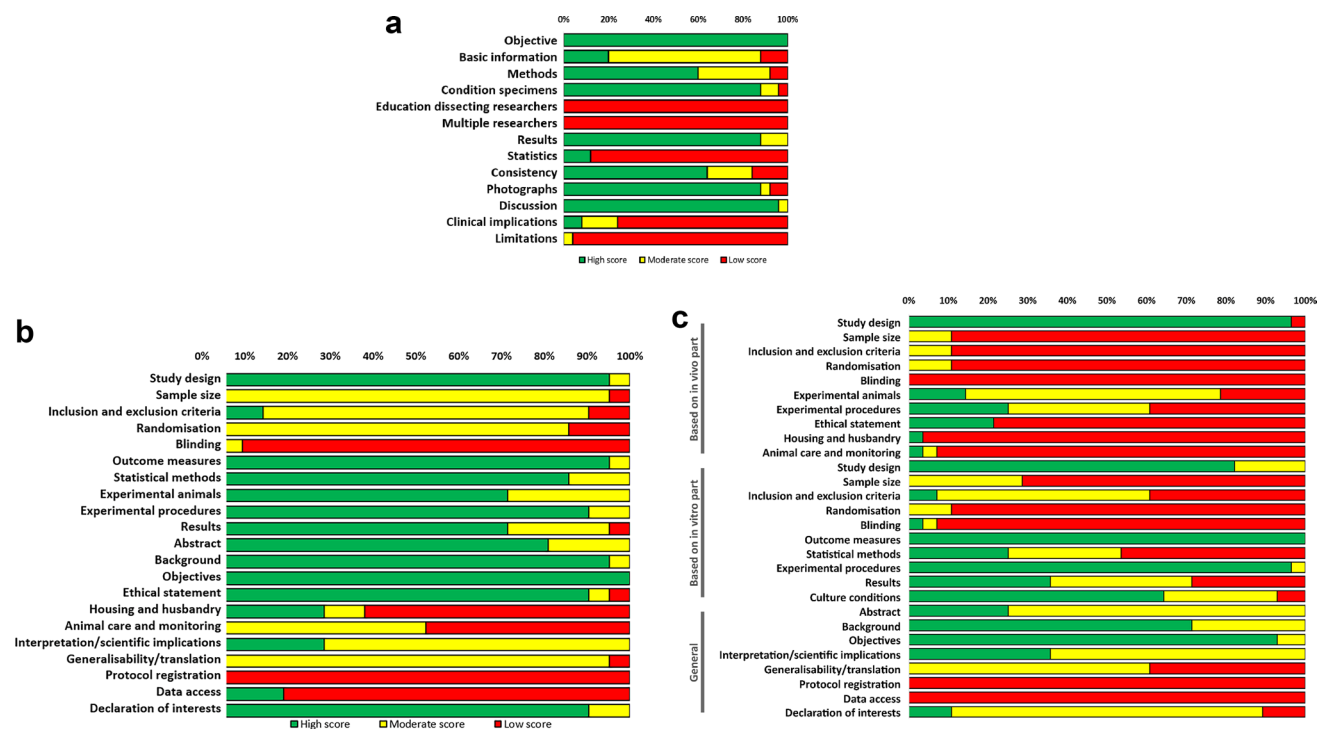 a
0% 20% 40% 60% 80% 100%
Objective
Basic information
Methods
Condition specimens
Education dissecting researchers
Multiple researchers
Results
Statistics
Consistency
Photographs
Discussion
Clinical implications
Limitations
High score Moderate score Low score
b
0% 10% 20% 30% 40% 50% 60% 70% 80% 90% 100%
Study design
Sample size
Inclusion and exclusion criteria
Randomisation
Blinding
Outcome measures
Statistical methods
Experimental animals
Experimental procedures
Results
Abstract
Background
Objectives
Ethical statement
Housing and husbandry
Animal care and monitoring
Interpretation/scientific implications
Generalisability/translation
Protocol registration
Data access
Declaration of interests
High score Moderate score Low score
c
0% 10% 20% 30% 40% 50% 60% 70% 80% 90% 100%
Based on in vivo part
Study design
Sample size
Inclusion and exclusion criteria
Randomisation
Blinding
Experimental animals
Experimental procedures
Ethical statement
Housing and husbandry
Animal care and monitoring
Based on in vitro part
Study design
Sample size
Inclusion and exclusion criteria
Randomisation
Blinding
Outcome measures
Statistical methods
Experimental procedures
Results
Culture conditions
General
Abstract
Background
Objectives
Interpretation/scientific implications
Generalisability/translation
Protocol registration
Data access
Declaration of interests